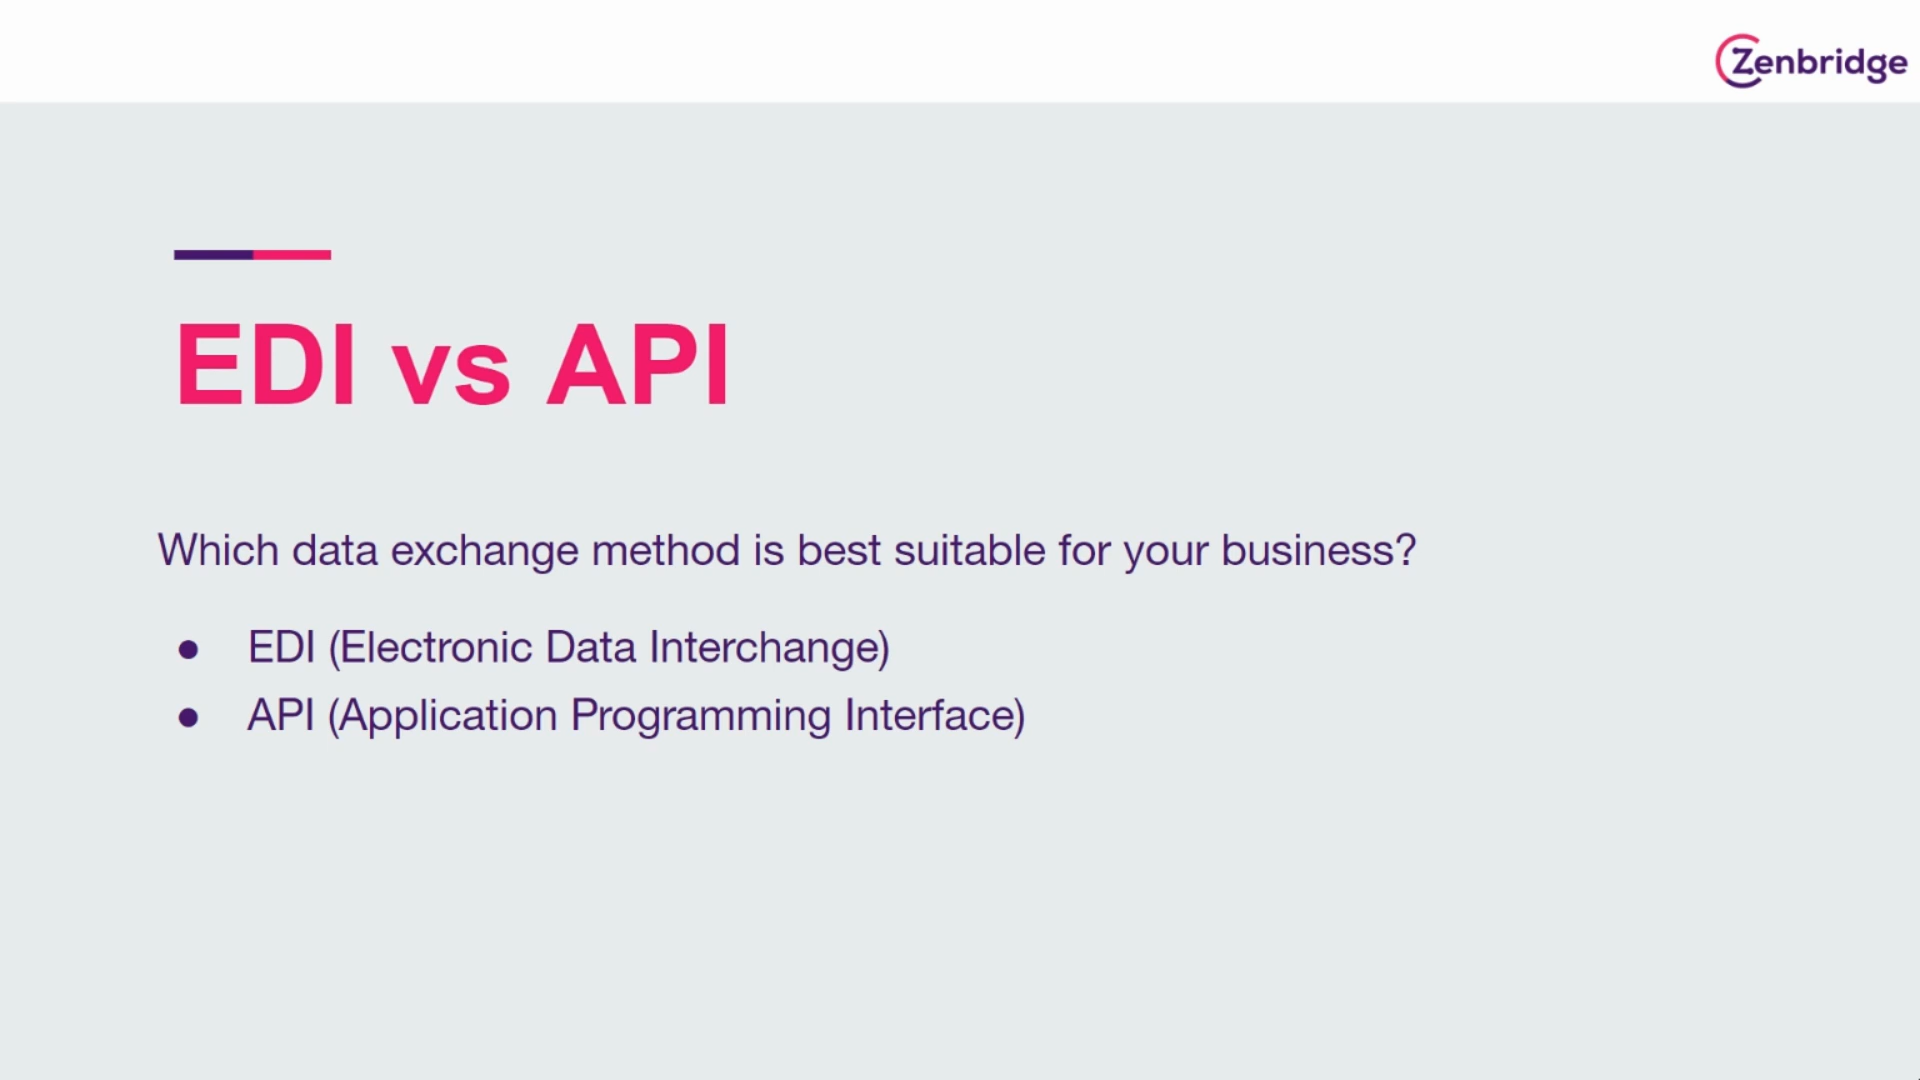 Zenbridge
EDI vs API
Which data exchange method is best suitable for your business?
● EDI (Electronic Data Interchange)
● API (Application Programming Interface)